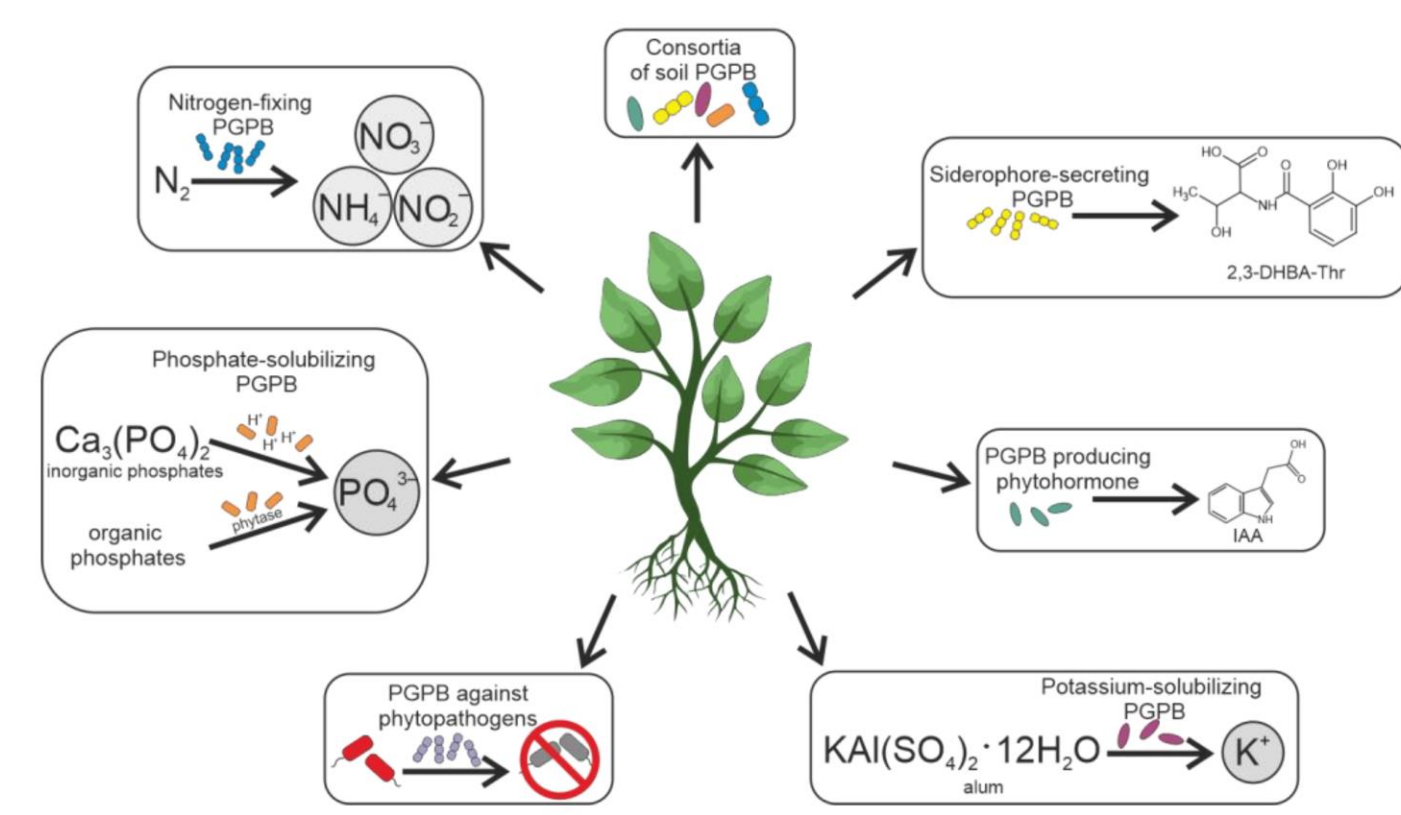 Consortia
of soil PGPB
Nitrogen-fixing
PGPB
N₂
NO₃⁻
NH₄⁻
NO₂⁻
Siderophore-secreting
PGPB
HO
O
O
OH
H₃C
NH
OH
OH
2,3-DHBA-Thr
Phosphate-solubilizing
PGPB
H⁺
H⁺
H⁺
Ca₃(PO₄)₂
inorganic phosphates
PO₄³⁻
phytase
organic
phosphates
PGPB producing
phytohormone
OH
O
NH
IAA
PGPB against
phytopathogens
Potassium-solubilizing
PGPB
KAl(SO₄)₂·12H₂O
alum
K⁺